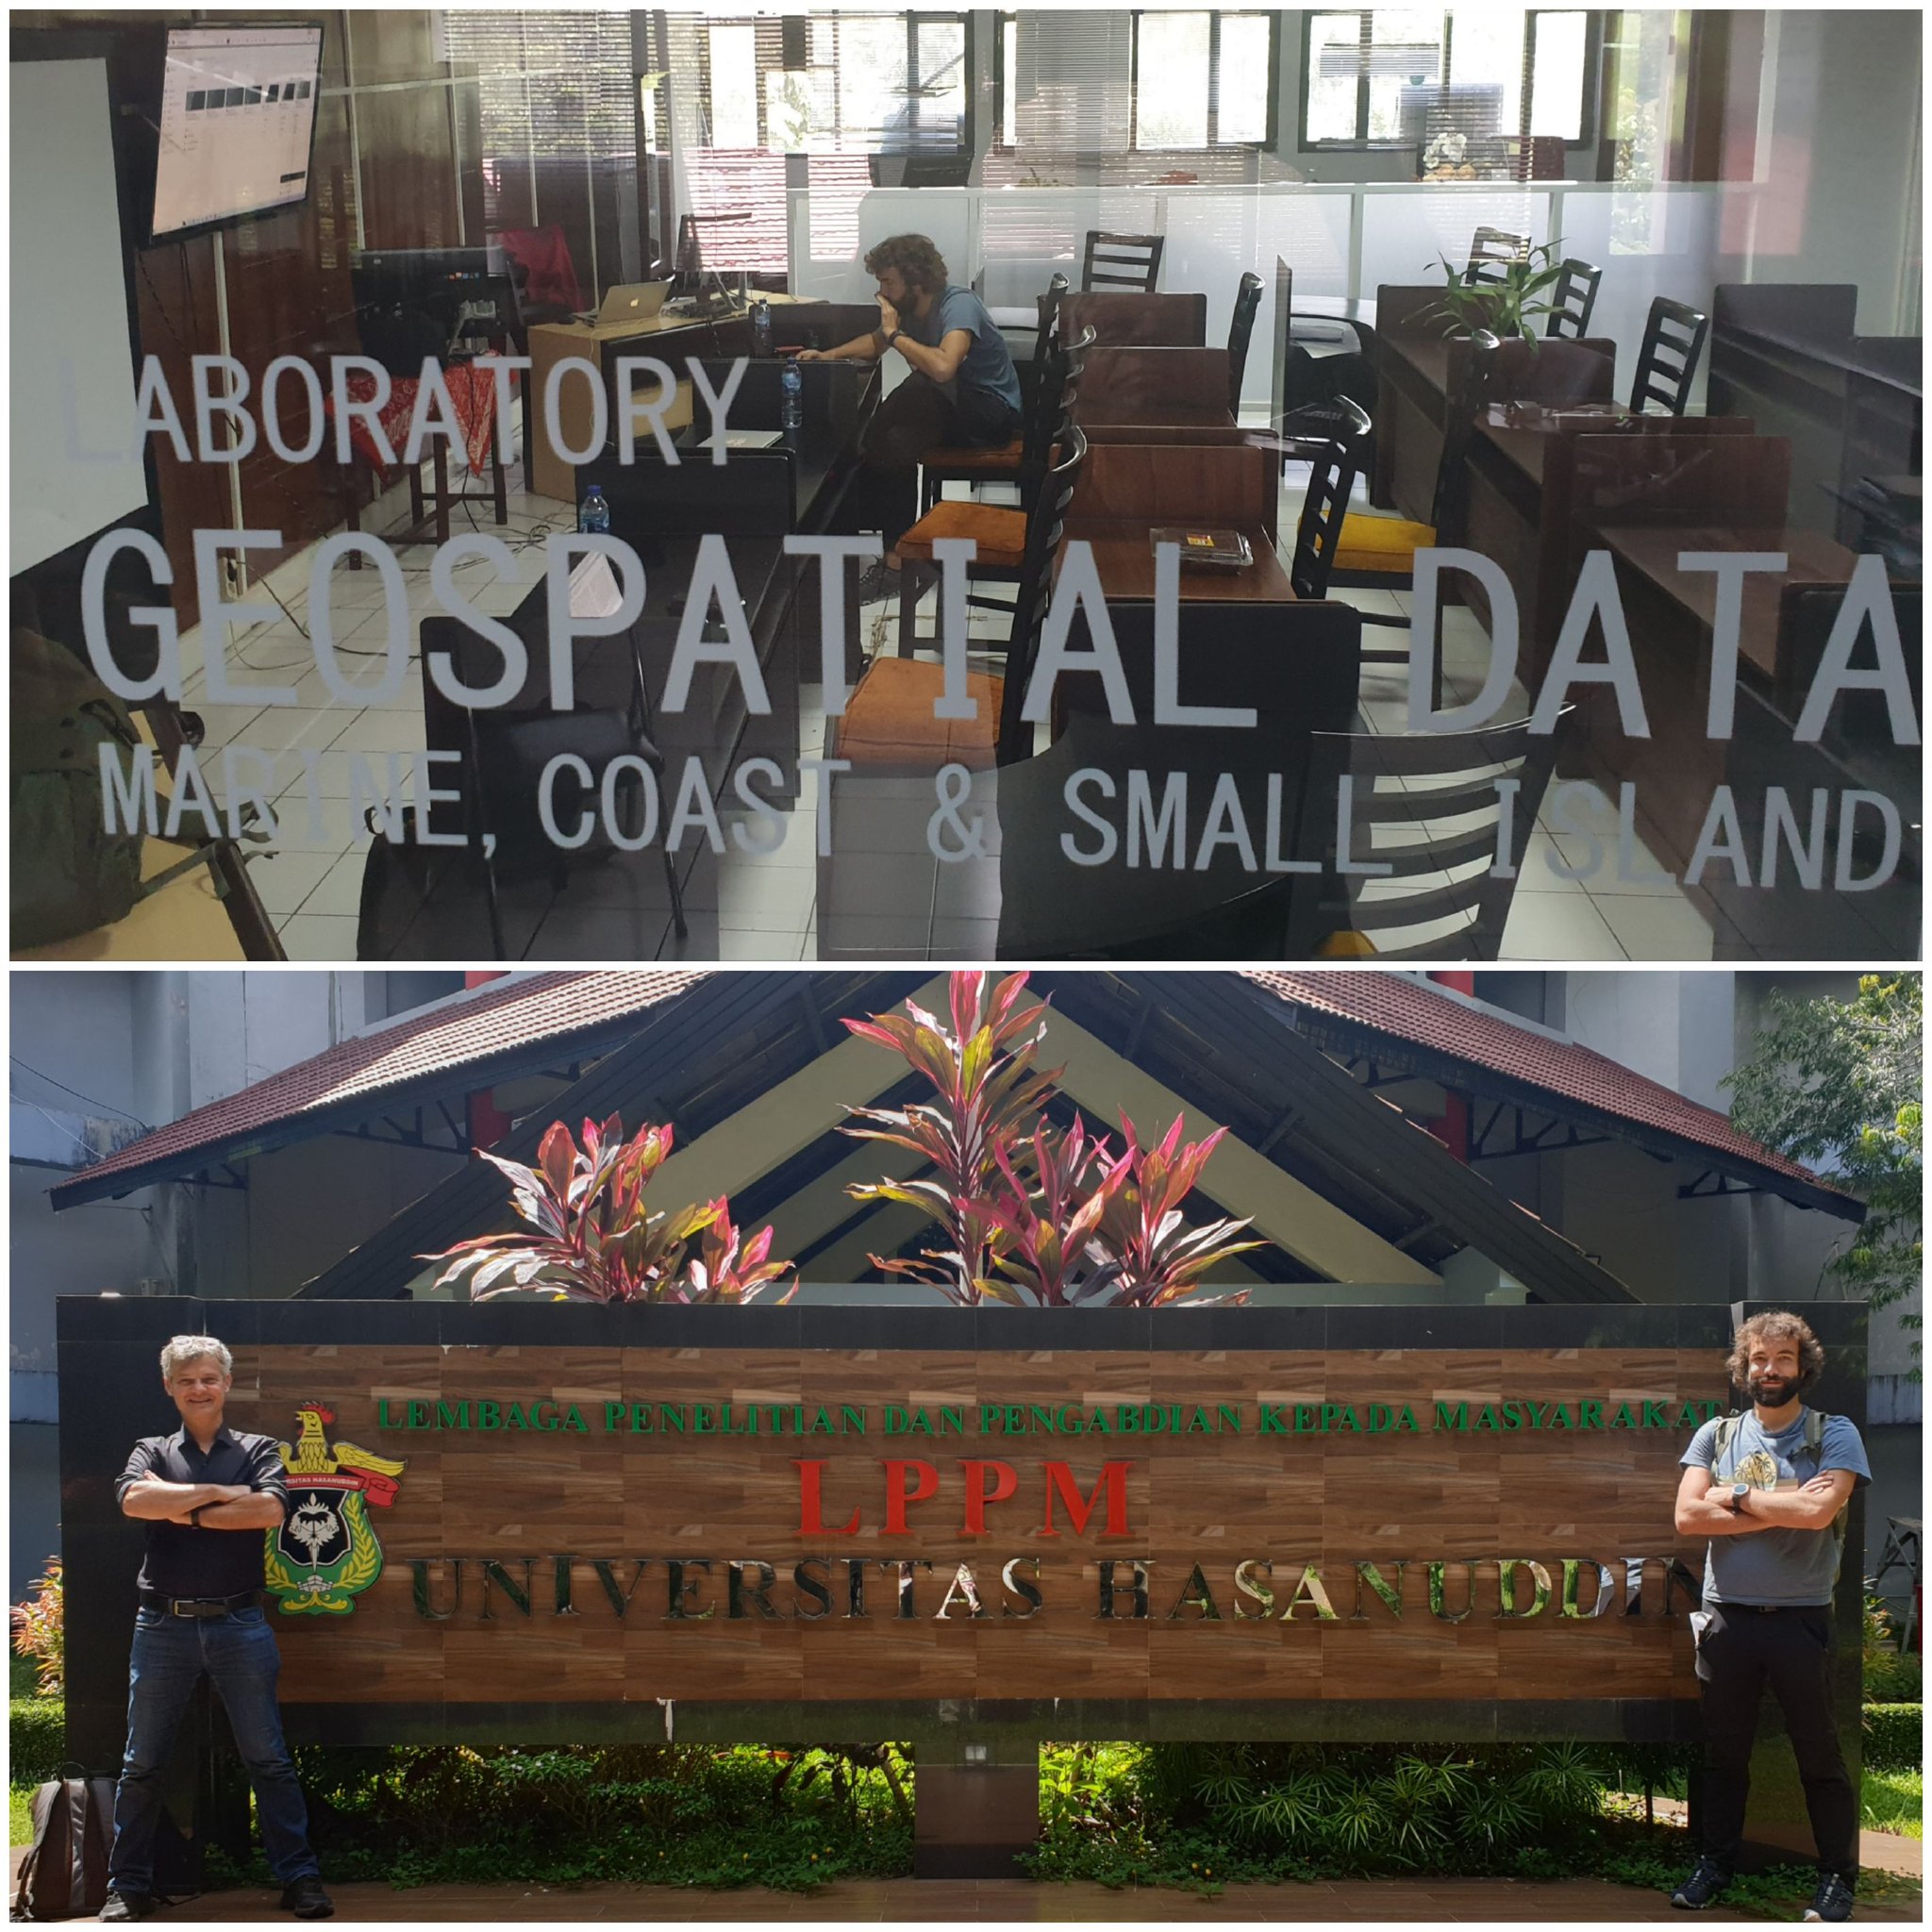 LABORATORY
GEOSPATIAL DATA
MARINE, COAST & SMALL ISLAND
LEMBAGA PENELITIAN DAN PENGABDIAN KEPADA MASYARAKAT
LPPM
UNIVERSITAS HASANUDDIN